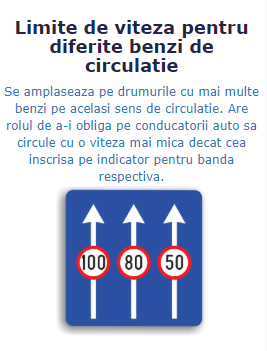 Limite de viteza pentru
diferite benzi de
circulatie
Se amplaseaza pe drumurile cu mai multe
benzi pe acelasi sens de circulatie. Are
rolul de a-i obliga pe conducatorii auto sa
circule cu o viteza mai mica decat cea
inscrisa pe indicator pentru banda
respectiva.
100 80 50